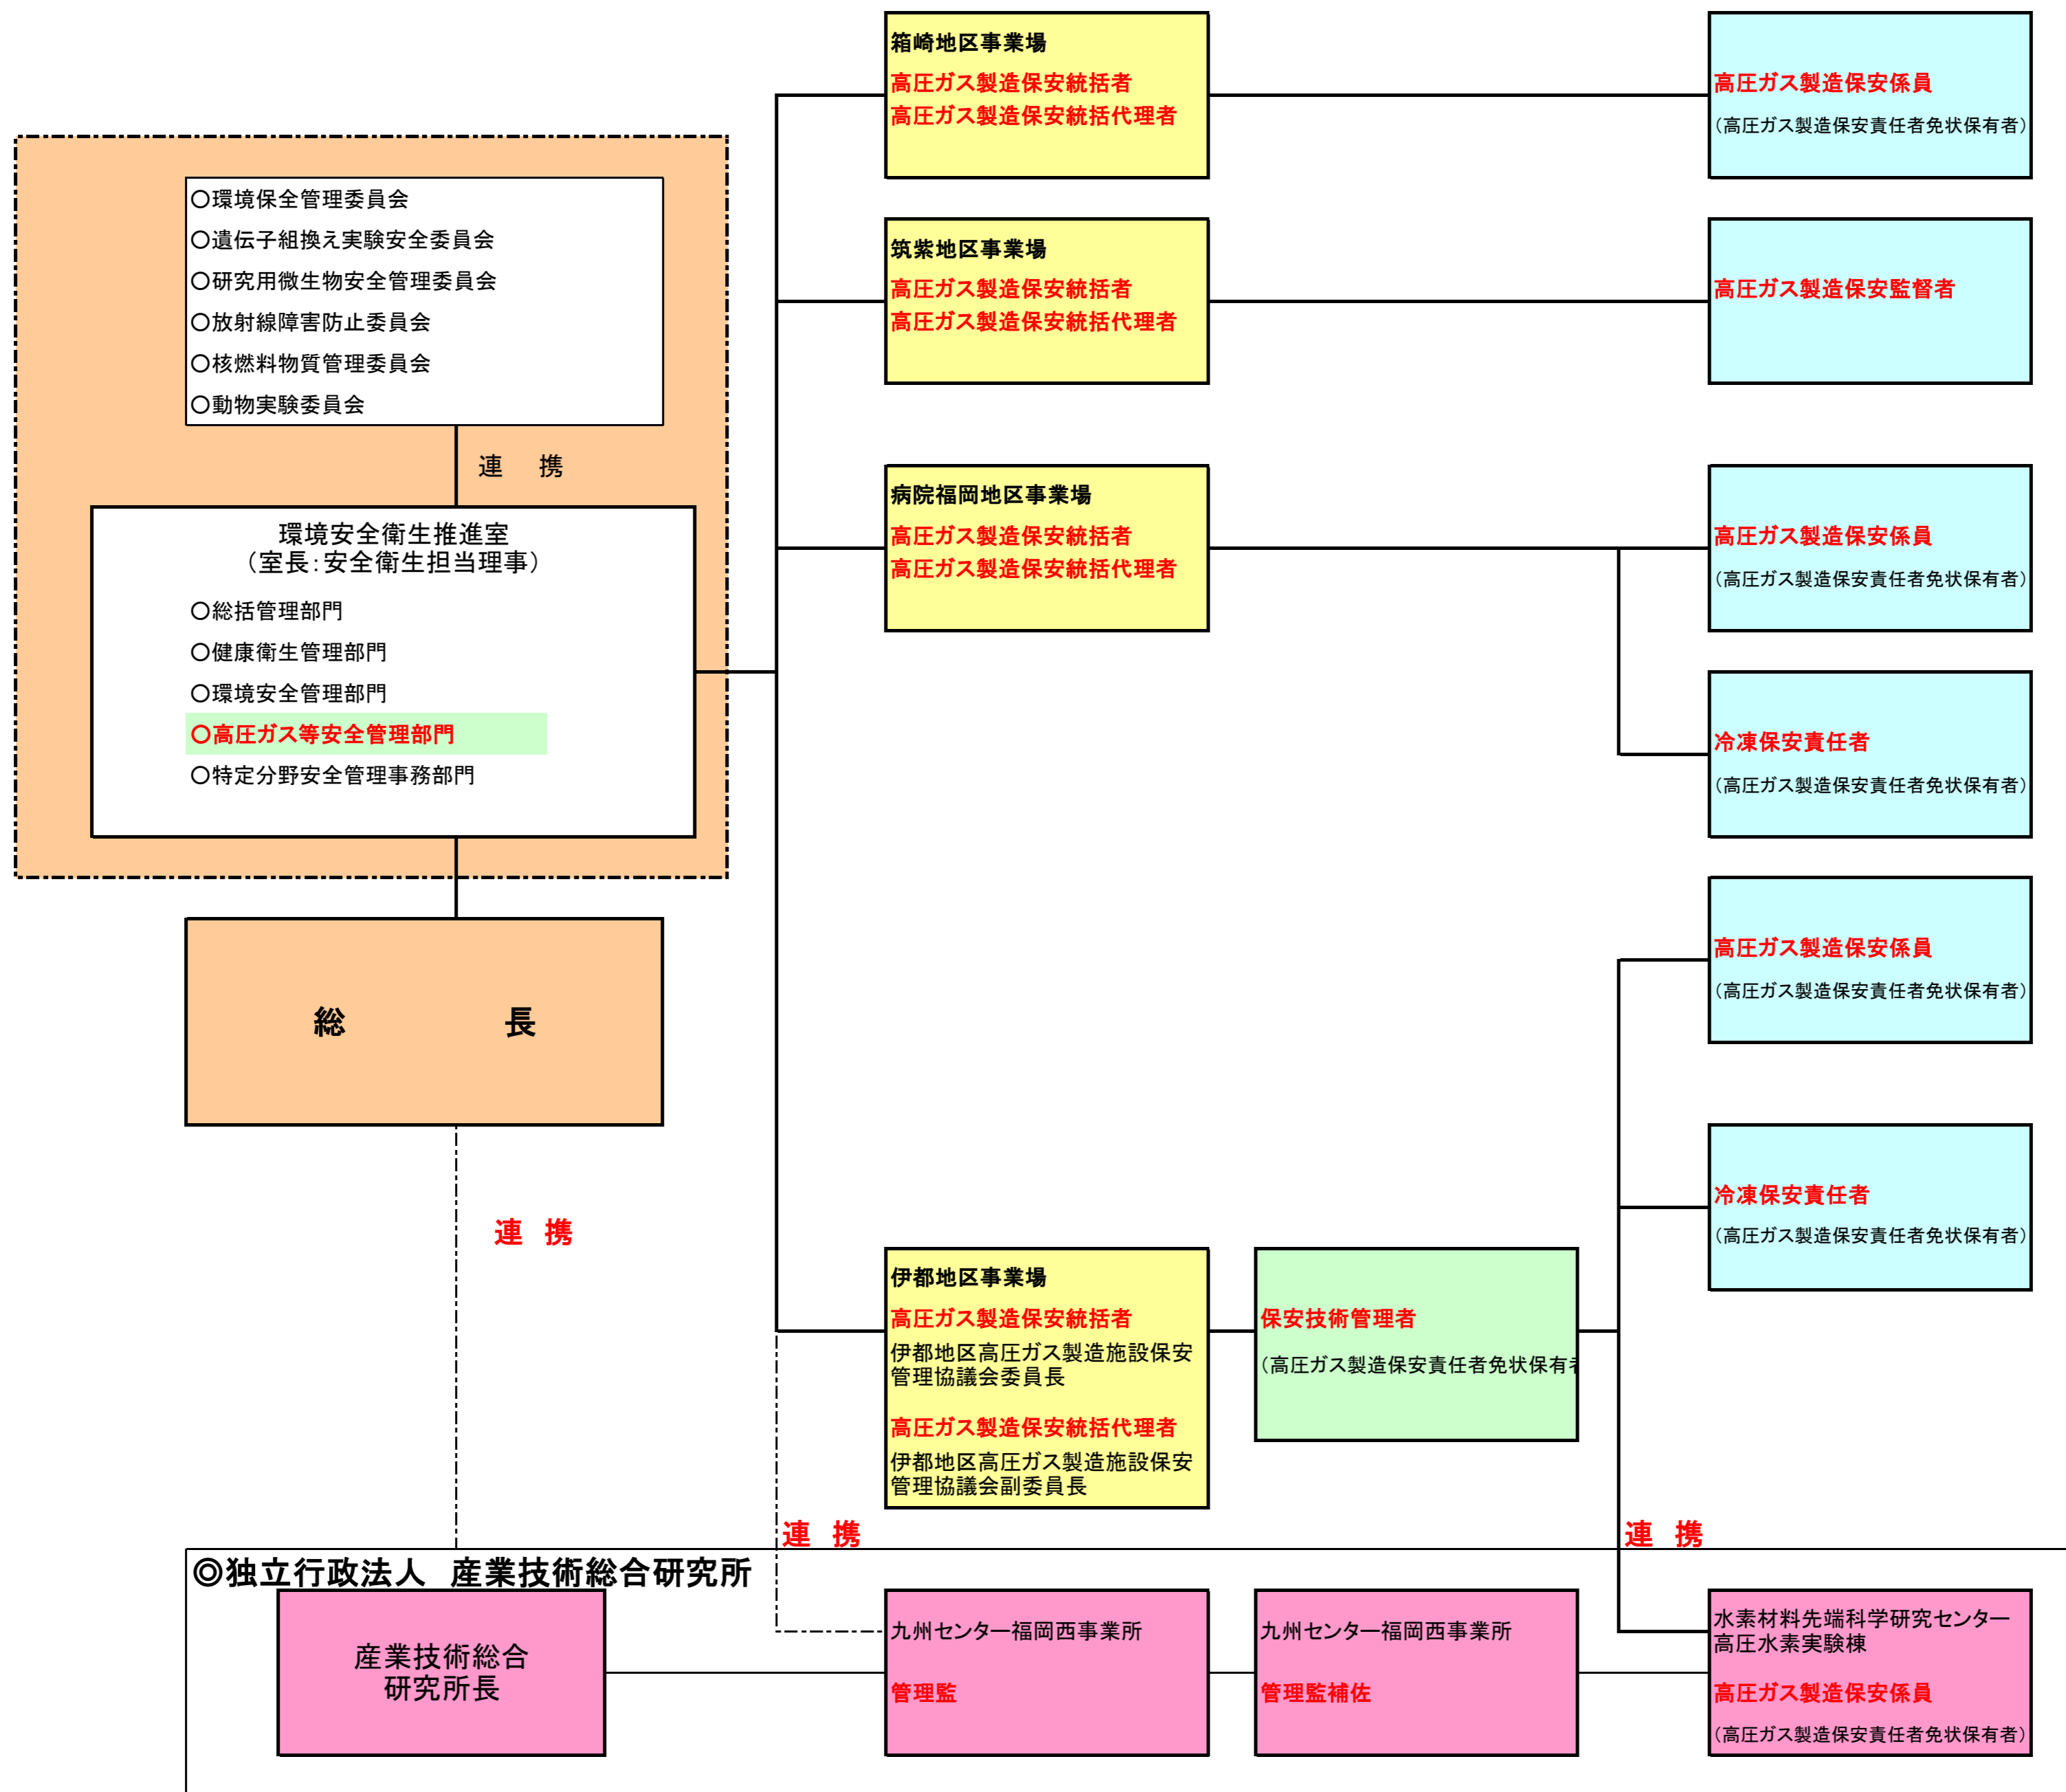 箱崎地区事業場
高圧ガス製造保安統括者
高圧ガス製造保安統括代理者
高圧ガス製造保安係員
（高圧ガス製造保安責任者免状保有者）
○環境保全管理委員会
○遺伝子組換え実験安全委員会
○研究用微生物安全管理委員会
○放射線障害防止委員会
○核燃料物質管理委員会
○動物実験委員会
連　携
筑紫地区事業場
高圧ガス製造保安統括者
高圧ガス製造保安統括代理者
高圧ガス製造保安監督者
病院福岡地区事業場
高圧ガス製造保安統括者
高圧ガス製造保安統括代理者
高圧ガス製造保安係員
（高圧ガス製造保安責任者免状保有者）
環境安全衛生推進室
（室長：安全衛生担当理事）
○総括管理部門
○健康衛生管理部門
○環境安全管理部門
○高圧ガス等安全管理部門
○特定分野安全管理事務部門
冷凍保安責任者
（高圧ガス製造保安責任者免状保有者）
総　　　　　長
高圧ガス製造保安係員
（高圧ガス製造保安責任者免状保有者）
冷凍保安責任者
（高圧ガス製造保安責任者免状保有者）
連　携
伊都地区事業場
高圧ガス製造保安統括者
伊都地区高圧ガス製造施設保安
管理協議会委員長
高圧ガス製造保安統括代理者
伊都地区高圧ガス製造施設保安
管理協議会副委員長
保安技術管理者
（高圧ガス製造保安責任者免状保有
連　携
連　携
◎独立行政法人　産業技術総合研究所
産業技術総合
研究所長
九州センター福岡西事業所
管理監
九州センター福岡西事業所
管理監補佐
水素材料先端科学研究センター
高圧水素実験棟
高圧ガス製造保安係員
（高圧ガス製造保安責任者免状保有者）